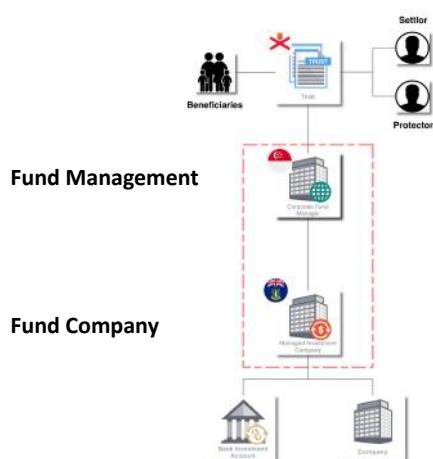 Settlor
TRUST
Beneficiaries
Trust
Protector
Fund Management
Corporate Fund
Manager
Fund Company
Managed Investment
Company
Bank Investment
Account
Company